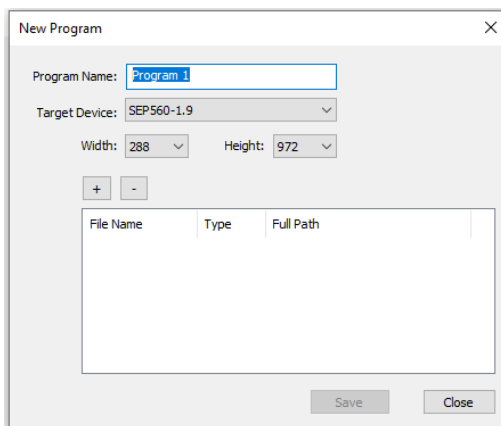 New Program
Program Name: Program 1
Target Device: SEP560-1.9
Width: 288 Height: 972
+ -
File Name Type Full Path
Save Close